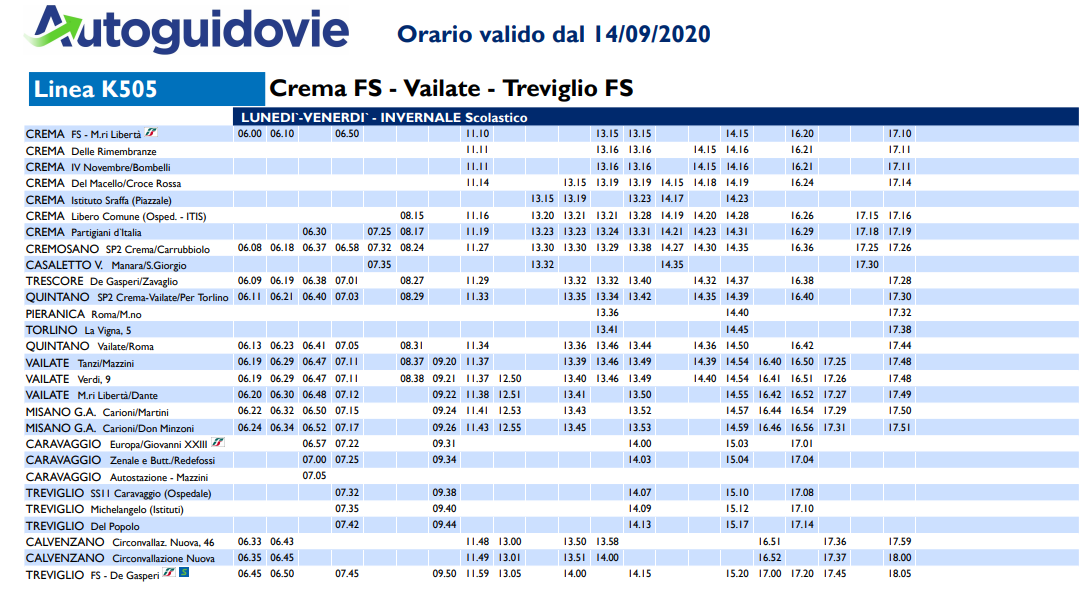 Autoguidovie
Orario valido dal 14/09/2020
Linea K505
Crema FS - Vailate - Treviglio FS
LUNEDI`-VENERDI` - INVERNALE Scolastico
CREMA FS - M.ri Libertà 06.00 06.10 06.50 11.10 13.15 13.15 14.15 16.20 17.10
CREMA Delle Rimembranze 11.11 13.16 13.16 14.15 14.16 16.21 17.11
CREMA IV Novembre/Bombelli 11.11 13.16 13.16 14.15 14.16 16.21 17.11
CREMA Del Macello/Croce Rossa 11.14 13.15 13.19 13.19 14.15 14.18 14.19 16.24 17.14
CREMA Istituto Sraffa (Piazzale) 13.15 13.19 13.23 14.17 14.23
CREMA Libero Comune (Osped. - ITIS) 08.15 11.16 13.20 13.21 13.21 13.28 14.19 14.20 14.28 16.26 17.15 17.16
CREMA Partigiani d'Italia 06.30 07.25 08.17 11.19 13.23 13.23 13.24 13.31 14.21 14.23 14.31 16.29 17.18 17.19
CREMOSANO SP2 Crema/Carrubbiolo 06.08 06.18 06.37 06.58 07.32 08.24 11.27 13.30 13.30 13.29 13.38 14.27 14.30 14.35 16.36 17.25 17.26
CASALETTO V. Manara/S.Giorgio 07.35 13.32 14.35 17.30
TRESCORE De Gasperi/Zavaglio 06.09 06.19 06.38 07.01 08.27 11.29 13.32 13.32 13.40 14.32 14.37 16.38 17.28
QUINTANO SP2 Crema-Vailate/Per Torlino 06.11 06.21 06.40 07.03 08.29 11.33 13.35 13.34 13.42 14.35 14.39 16.40 17.30
PIERANICA Roma/M.no 13.36 14.40 17.32
TORLINO La Vigna, 5 13.41 14.45 17.38
QUINTANO Vailate/Roma 06.13 06.23 06.41 07.05 08.31 11.34 13.36 13.46 13.44 14.36 14.50 16.42 17.44
VAILATE Tanzi/Mazzini 06.19 06.29 06.47 07.11 08.37 09.20 11.37 13.39 13.46 13.49 14.39 14.54 16.40 16.50 17.25 17.48
VAILATE Verdi, 9 06.19 06.29 06.47 07.11 08.38 09.21 11.37 12.50 13.40 13.46 13.49 14.40 14.54 16.41 16.51 17.26 17.48
VAILATE M.ri Libertà/Dante 06.20 06.30 06.48 07.12 09.22 11.38 12.51 13.41 13.50 14.55 16.42 16.52 17.27 17.49
MISANO G.A. Carioni/Martini 06.22 06.32 06.50 07.15 09.24 11.41 12.53 13.43 13.52 14.57 16.44 16.54 17.29 17.50
MISANO G.A. Carioni/Don Minzoni 06.24 06.34 06.52 07.17 09.26 11.43 12.55 13.45 13.53 14.59 16.46 16.56 17.31 17.51
CARAVAGGIO Europa/Giovanni XXIII 06.57 07.22 09.31 14.00 15.03 17.01
CARAVAGGIO Zenale e Butt./Redefossi 07.00 07.25 09.34 14.03 15.04 17.04
CARAVAGGIO Autostazione - Mazzini 07.05
TREVIGLIO SS11 Caravaggio (Ospedale) 07.32 09.38 14.07 15.10 17.08
TREVIGLIO Michelangelo (Istituti) 07.35 09.40 14.09 15.12 17.10
TREVIGLIO Del Popolo 07.42 09.44 14.13 15.17 17.14
CALVENZANO Circonvallaz. Nuova, 46 06.33 06.43 11.48 13.00 13.50 13.58 16.51 17.36 17.59
CALVENZANO Circonvallazione Nuova 06.35 06.45 11.49 13.01 13.51 14.00 16.52 17.37 18.00
TREVIGLIO FS - De Gasperi S 06.45 06.50 07.45 09.50 11.59 13.05 14.00 14.15 15.20 17.00 17.20 17.45 18.05